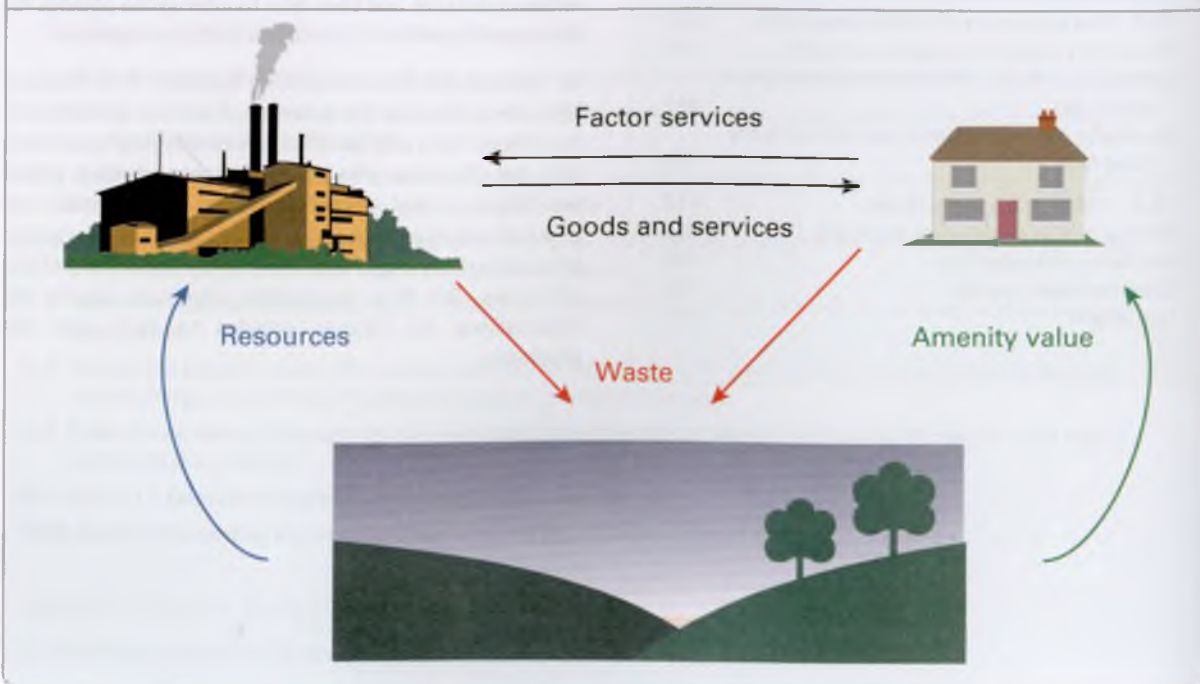 Factor services
Goods and services
Resources
Amenity value
Waste